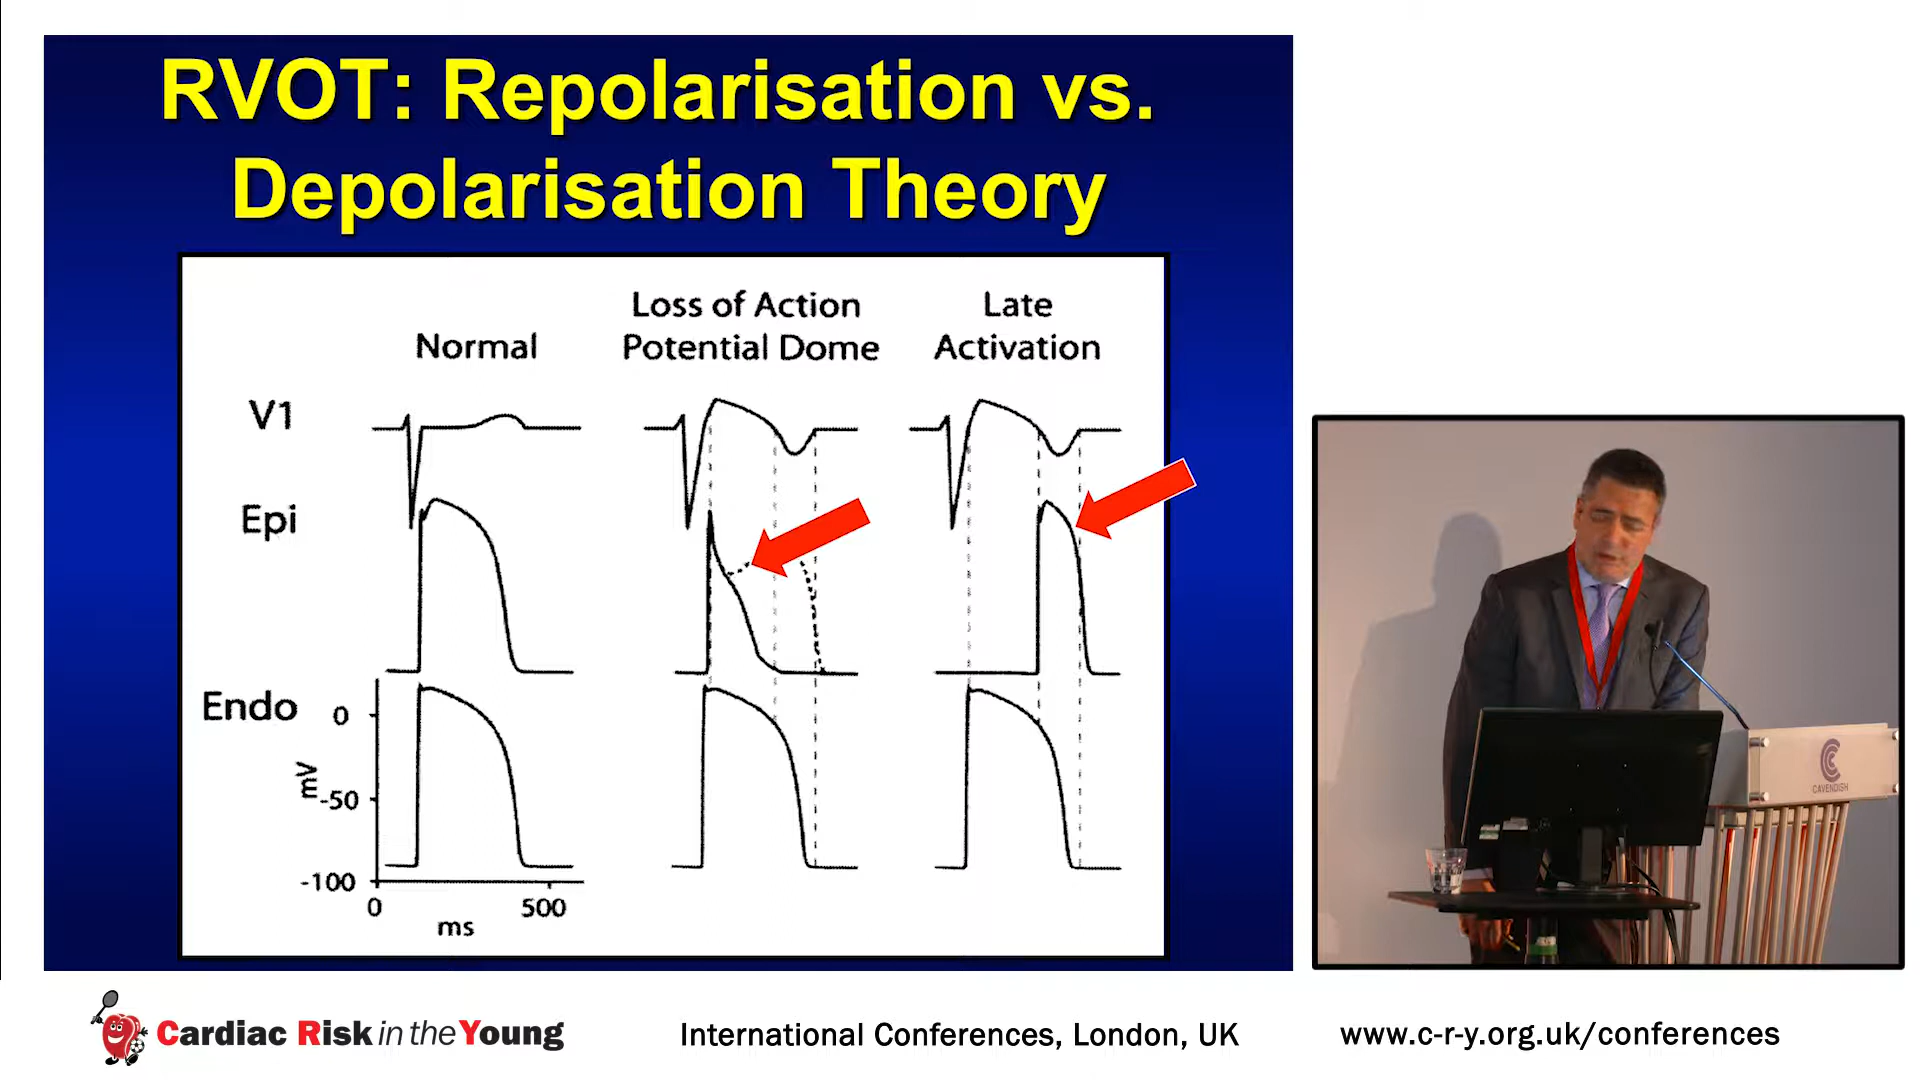 RVOT: Repolarisation vs.
Depolarisation Theory
Normal
Loss of Action
Potential Dome
Late
Activation
V1
Epi
Endo
0
mV
-50
-100
0
500
ms
CAVENDISH
Cardiac Risk in the Young
International Conferences, London, UK
www.c-r-y.org.uk/conferences